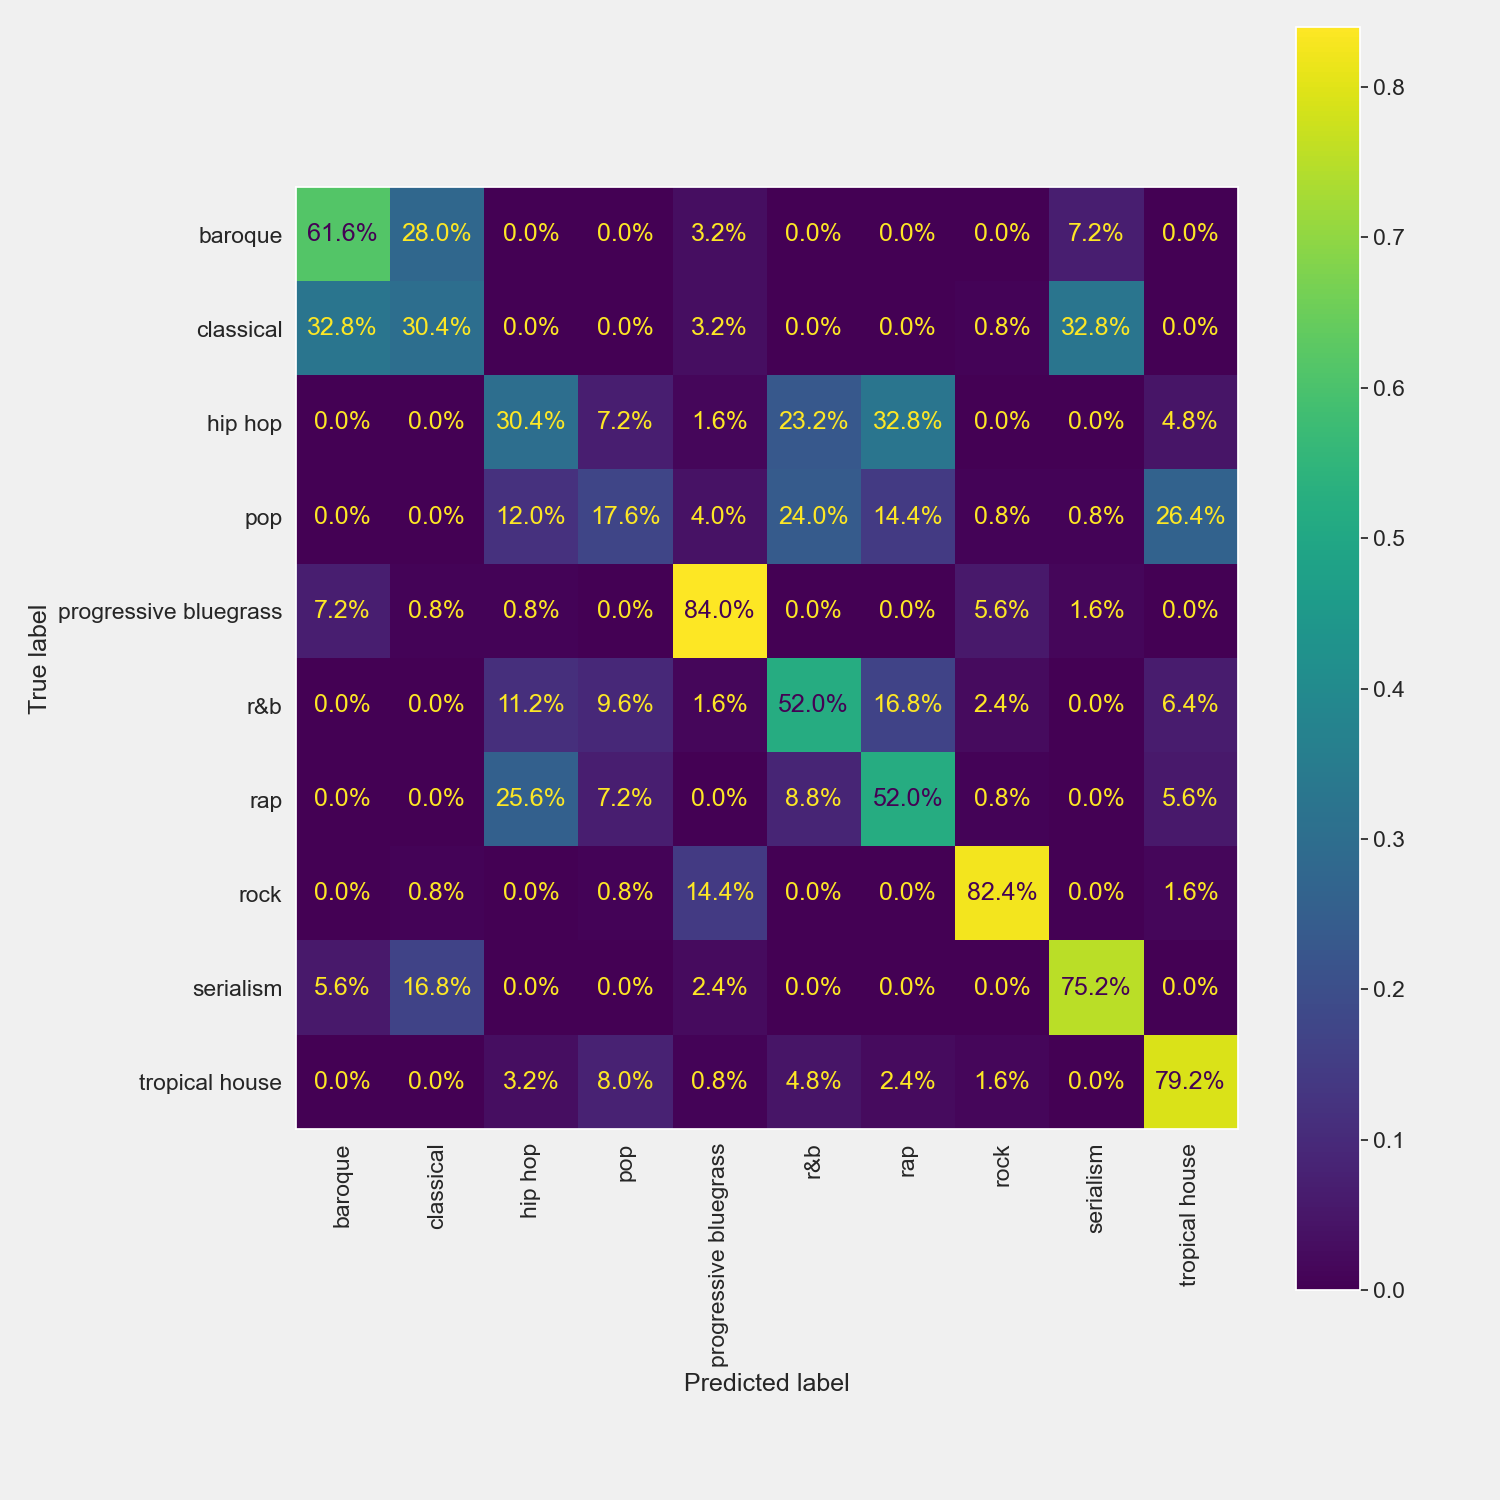 baroque 61.6% 28.0% 0.0% 0.0% 3.2% 0.0% 0.0% 0.0% 7.2% 0.0%
classical 32.8% 30.4% 0.0% 0.0% 3.2% 0.0% 0.0% 0.8% 32.8% 0.0%
hip hop 0.0% 0.0% 30.4% 7.2% 1.6% 23.2% 32.8% 0.0% 0.0% 4.8%
pop 0.0% 0.0% 12.0% 17.6% 4.0% 24.0% 14.4% 0.8% 0.8% 26.4%
progressive bluegrass 7.2% 0.8% 0.8% 0.0% 84.0% 0.0% 0.0% 5.6% 1.6% 0.0%
r&b 0.0% 0.0% 11.2% 9.6% 1.6% 52.0% 16.8% 2.4% 0.0% 6.4%
rap 0.0% 0.0% 25.6% 7.2% 0.0% 8.8% 52.0% 0.8% 0.0% 5.6%
rock 0.0% 0.8% 0.0% 0.8% 14.4% 0.0% 0.0% 82.4% 0.0% 1.6%
serialism 5.6% 16.8% 0.0% 0.0% 2.4% 0.0% 0.0% 0.0% 75.2% 0.0%
tropical house 0.0% 0.0% 3.2% 8.0% 0.8% 4.8% 2.4% 1.6% 0.0% 79.2%
True label
baroque
classical
hip hop
pop
progressive bluegrass
r&b
rap
rock
serialism
tropical house
Predicted label
0.8
0.7
0.6
0.5
0.4
0.3
0.2
0.1
0.0